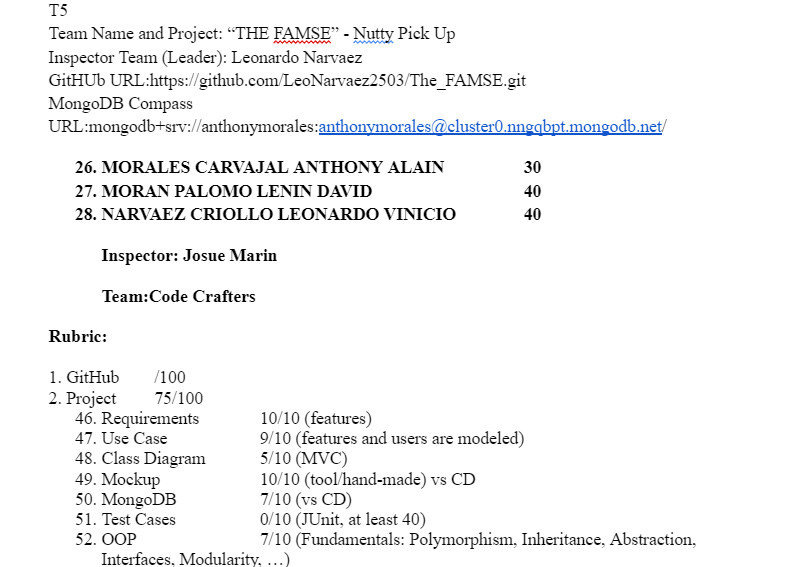 T5
Team Name and Project: “THE FAMSE” - Nutty Pick Up
Inspector Team (Leader): Leonardo Narvaez
GitHUb URL:https://github.com/LeoNarvaez2503/The_FAMSE.git
MongoDB Compass
URL:mongodb+srv://anthonymorales:anthonymorales@cluster0.nngqbpt.mongodb.net/
26. MORALES CARVAJAL ANTHONY ALAIN 30
27. MORAN PALOMO LENIN DAVID 40
28. NARVAEZ CRIOLLO LEONARDO VINICIO 40
Inspector: Josue Marin
Team:Code Crafters
Rubric:
1. GitHub /100
2. Project 75/100
46. Requirements 10/10 (features)
47. Use Case 9/10 (features and users are modeled)
48. Class Diagram 5/10 (MVC)
49. Mockup 10/10 (tool/hand-made) vs CD
50. MongoDB 7/10 (vs CD)
51. Test Cases 0/10 (JUnit, at least 40)
52. OOP 7/10 (Fundamentals: Polymorphism, Inheritance, Abstraction,
Interfaces, Modularity, …)